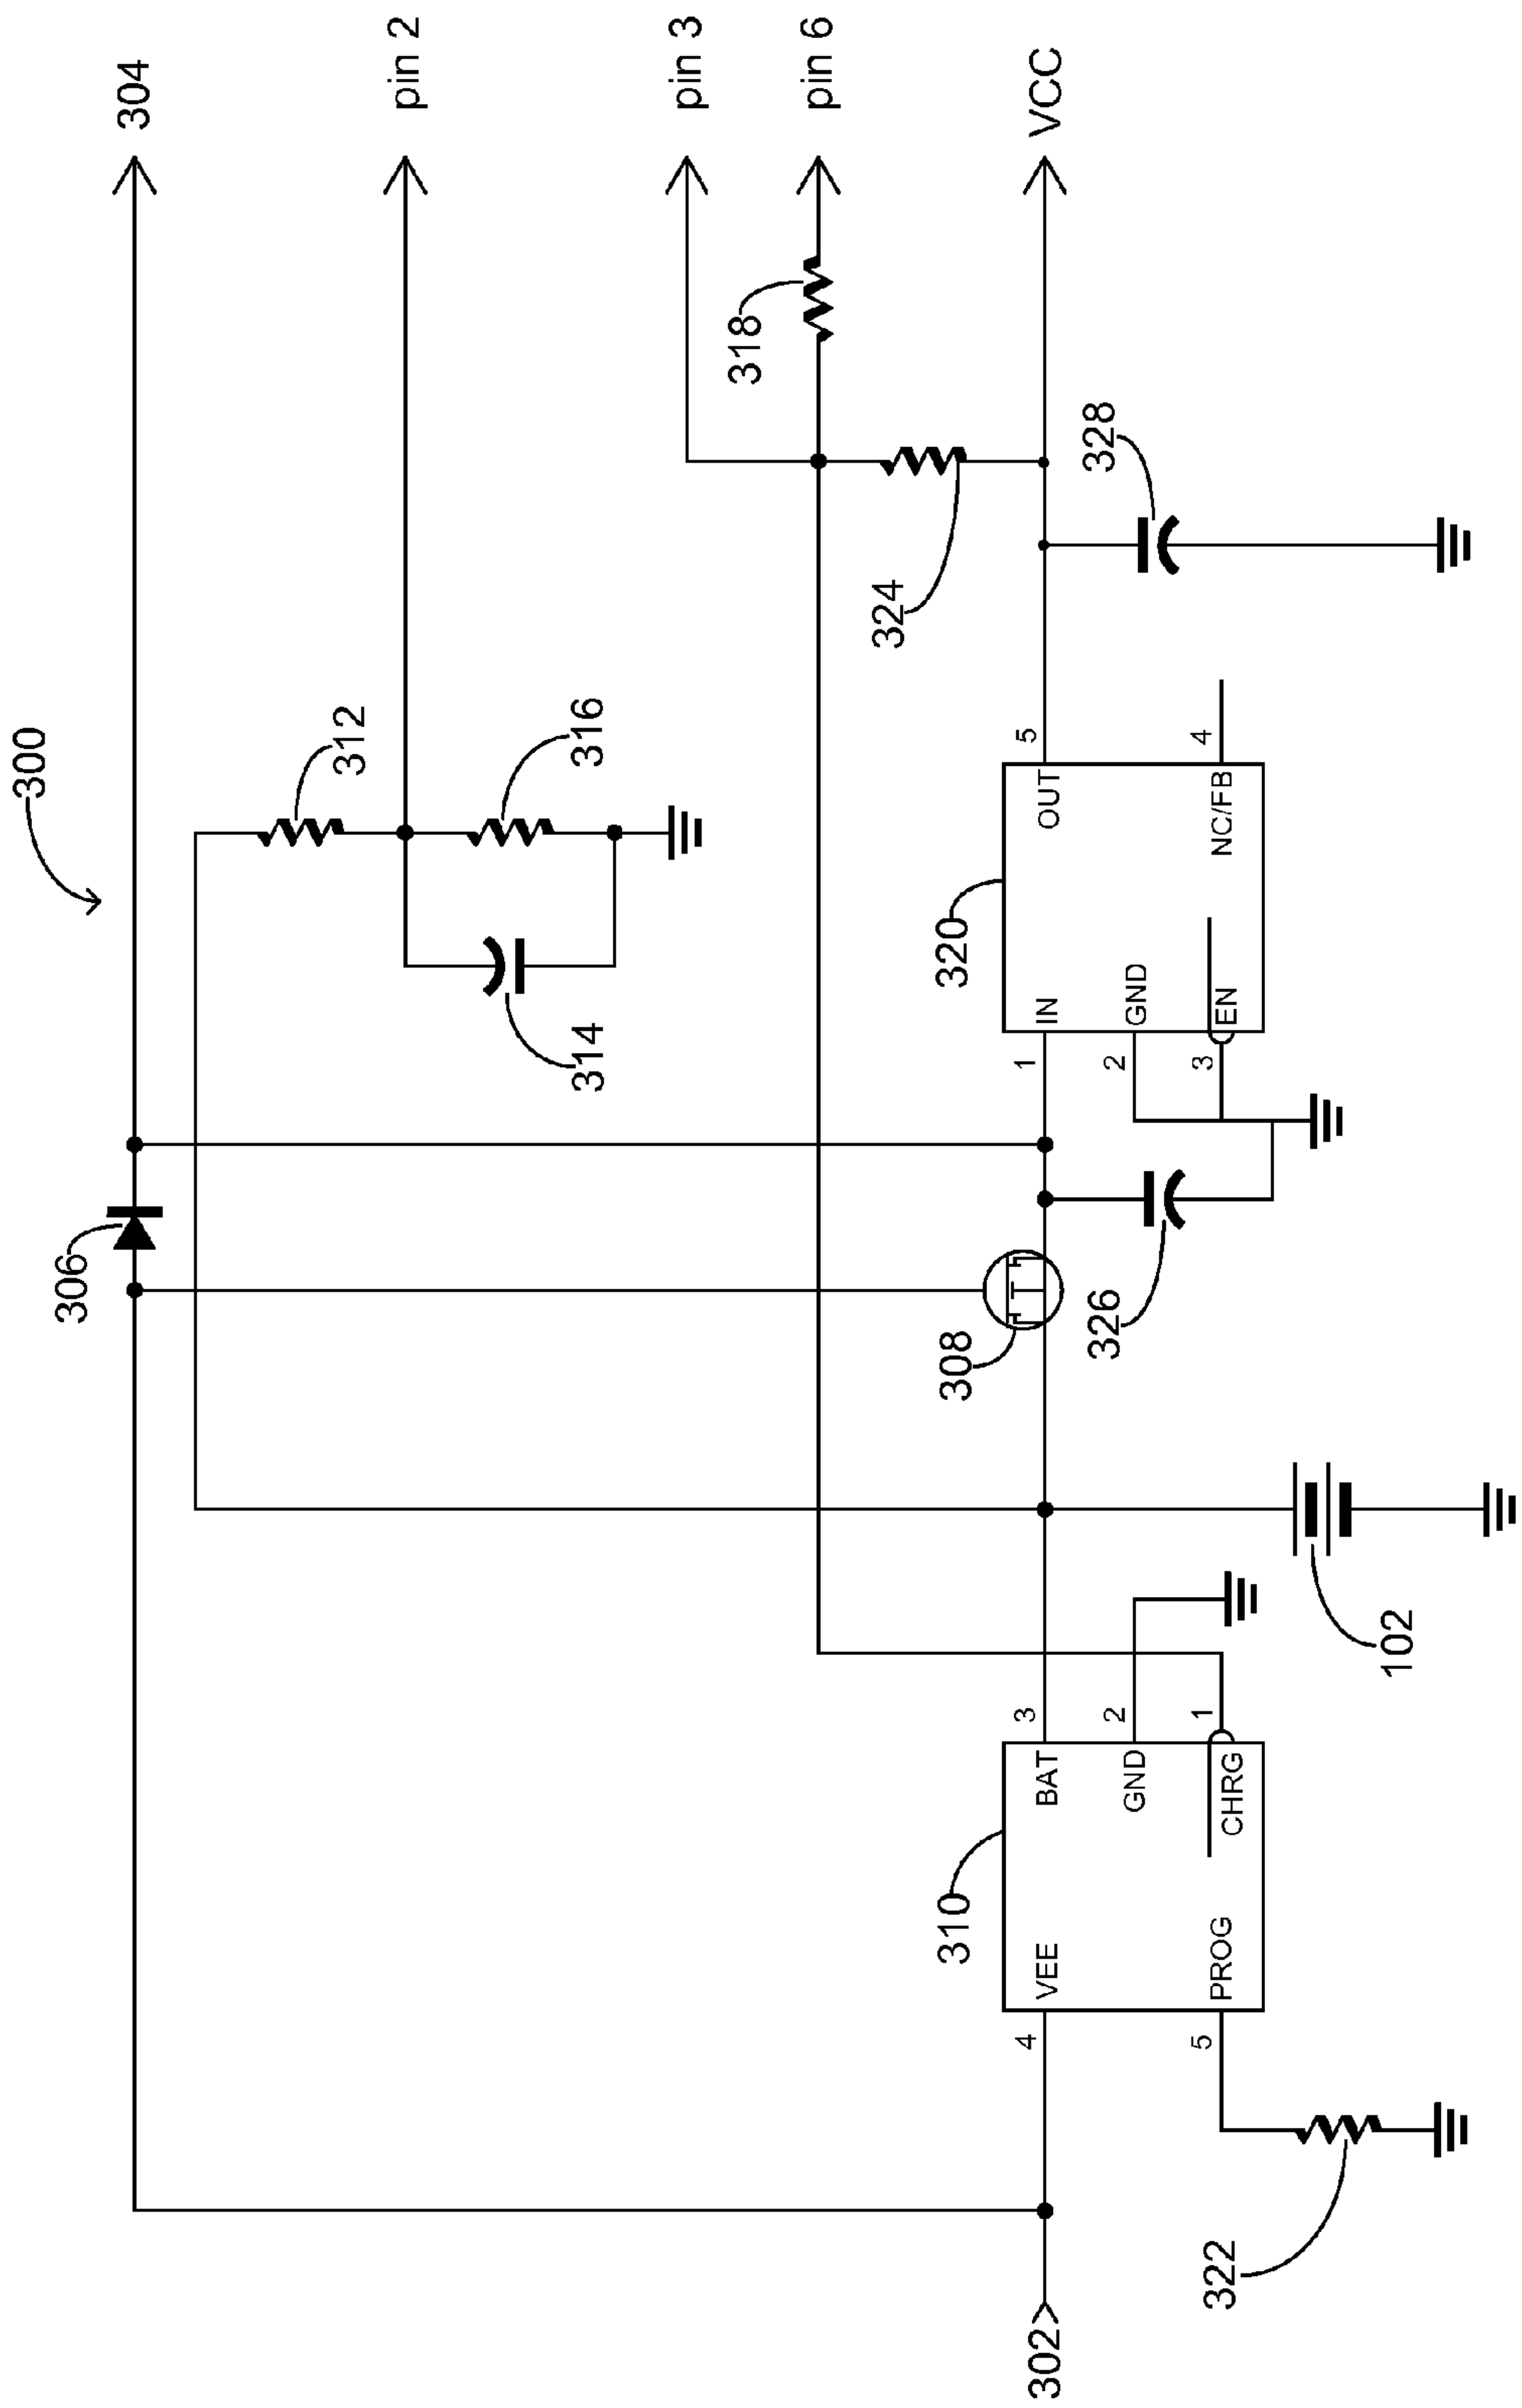 300
304
306
312
pin 2
314
316
pin 3
318
pin 6
324
308
310
320
302
4
VEE
BAT
3
1
IN
OUT
5
VCC
GND
2
2
GND
328
326
5
PROG
CHRG
1
3
EN
NC/FB
4
322
102